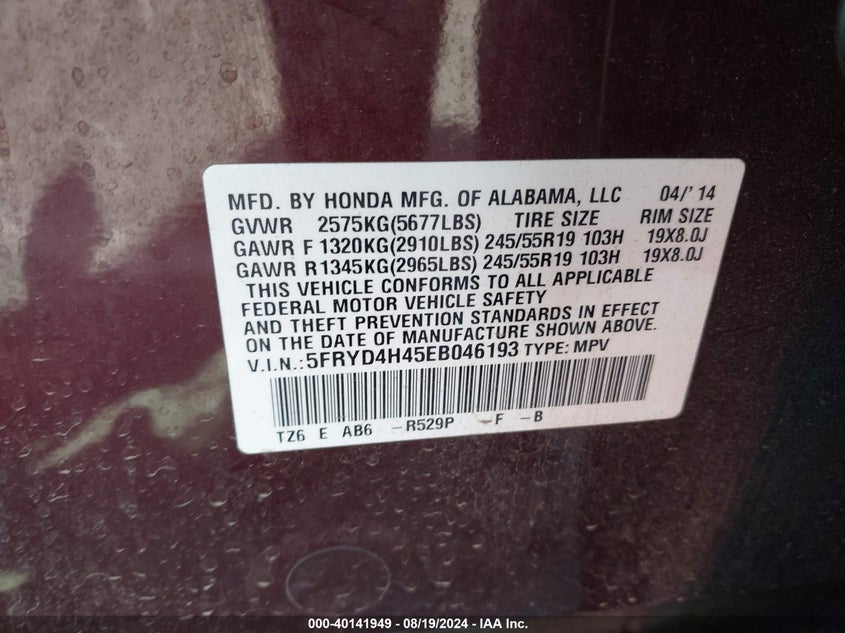 MFD. BY HONDA MFG. OF ALABAMA, LLC 04/'14
GVWR 2575KG(5677LBS) TIRE SIZE RIM SIZE
GAWR F 1320KG(2910LBS) 245/55R19 103H 19X8.0J
GAWR R1345KG(2965LBS) 245/55R19 103H 19X8.0J
THIS VEHICLE CONFORMS TO ALL APPLICABLE
FEDERAL MOTOR VEHICLE SAFETY
AND THEFT PREVENTION STANDARDS IN EFFECT
ON THE DATE OF MANUFACTURE SHOWN ABOVE.
V.I.N.:5FRYD4H45EB046193 TYPE: MPV
TZ6 E AB6 -R529P -F -B
000-40141949 - 08/19/2024 - IAA Inc.